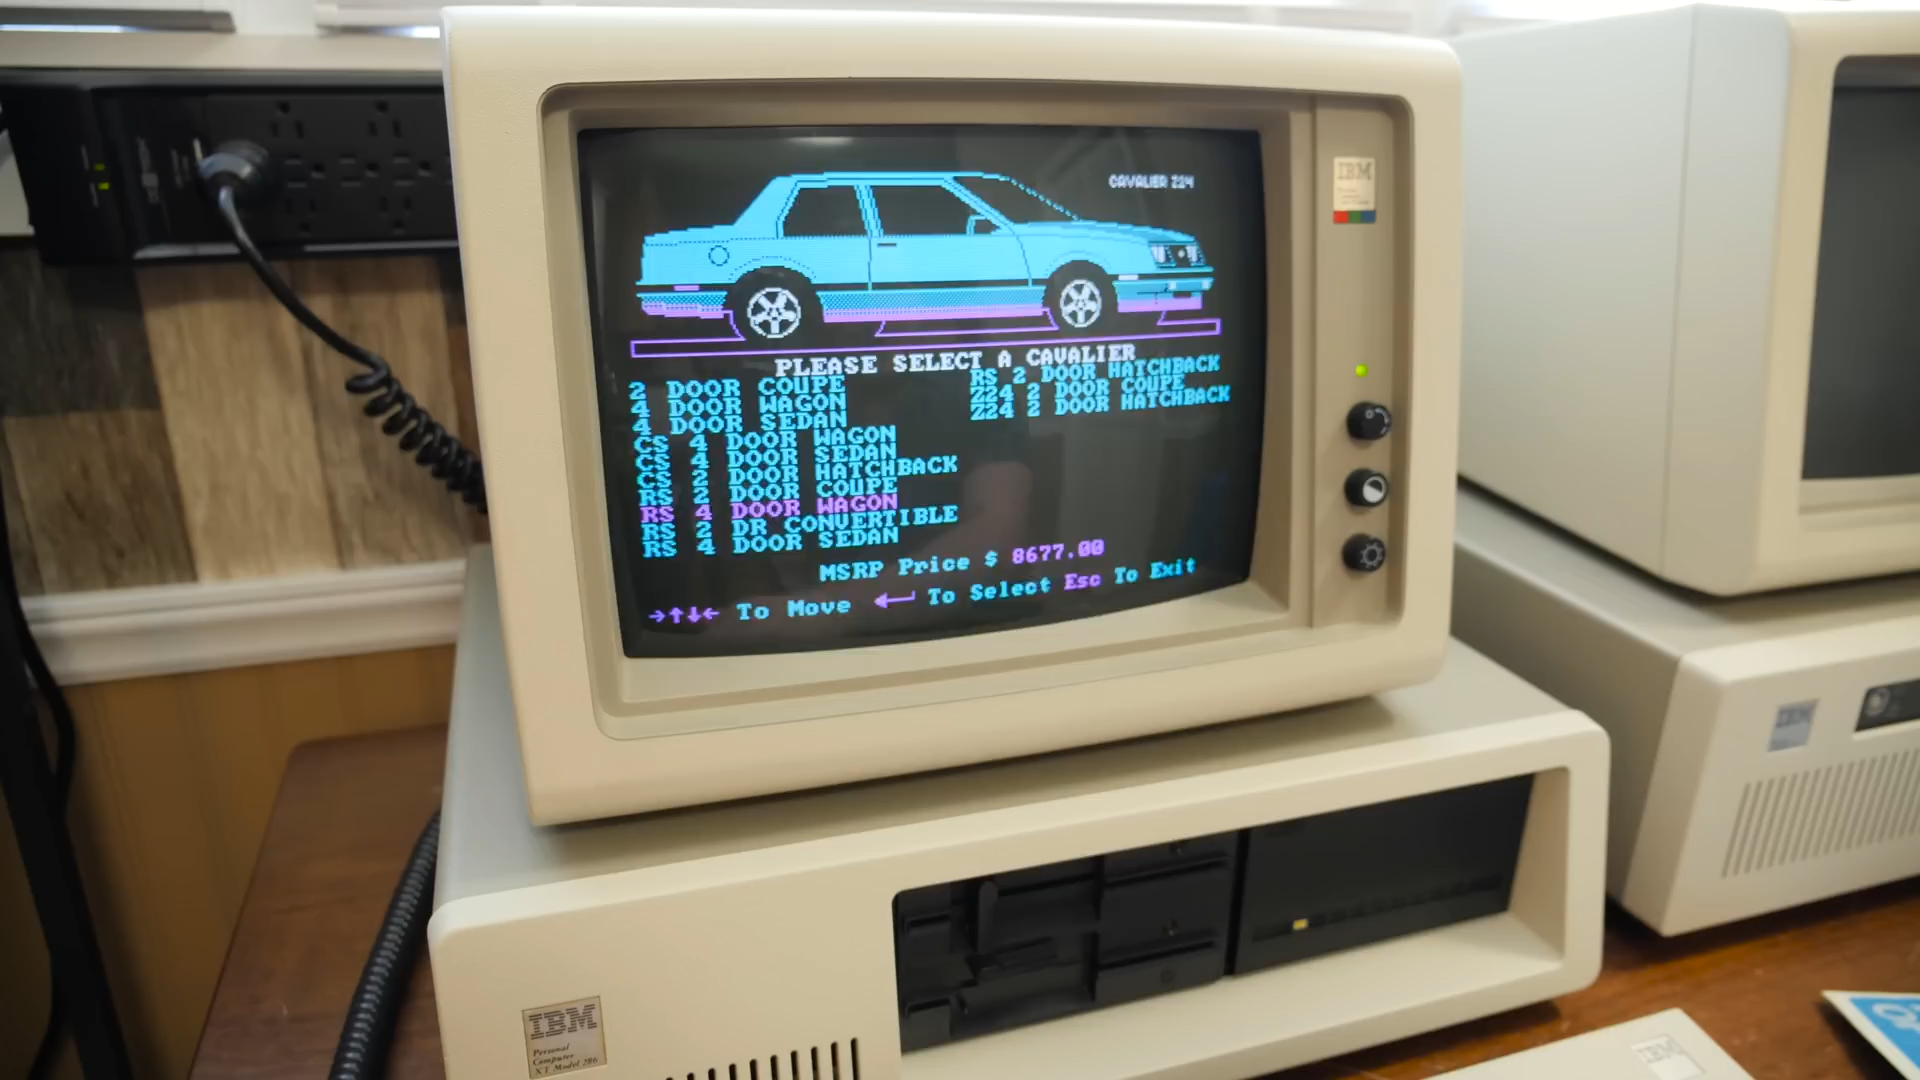 CAVALIER Z24
PLEASE SELECT A CAVALIER
2 DOOR COUPE
4 DOOR WAGON
4 DOOR SEDAN
CS 4 DOOR WAGON
CS 4 DOOR SEDAN
CS 2 DOOR HATCHBACK
RS 2 DOOR COUPE
RS 4 DOOR WAGON
RS 2 DR CONVERTIBLE
RS 4 DOOR SEDAN
RS 2 DOOR HATCHBACK
Z24 2 DOOR COUPE
Z24 2 DOOR HATCHBACK
MSRP Price $ 8677.00
→↑↓← To Move ←┘ To Select Esc To Exit
IBM
IBM
IBM
Personal
Computer
XT Model 286
IBM